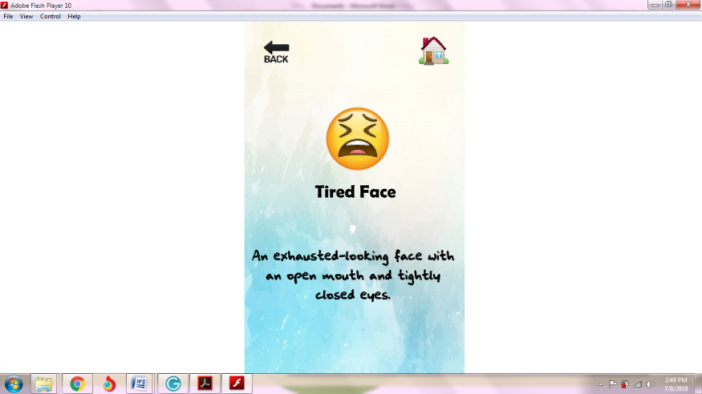 Adobe Flash Player 10
File View Control Help
BACK
Tired Face
An exhausted-looking face with
an open mouth and tightly
closed eyes.
2:48 PM
7/8/2018